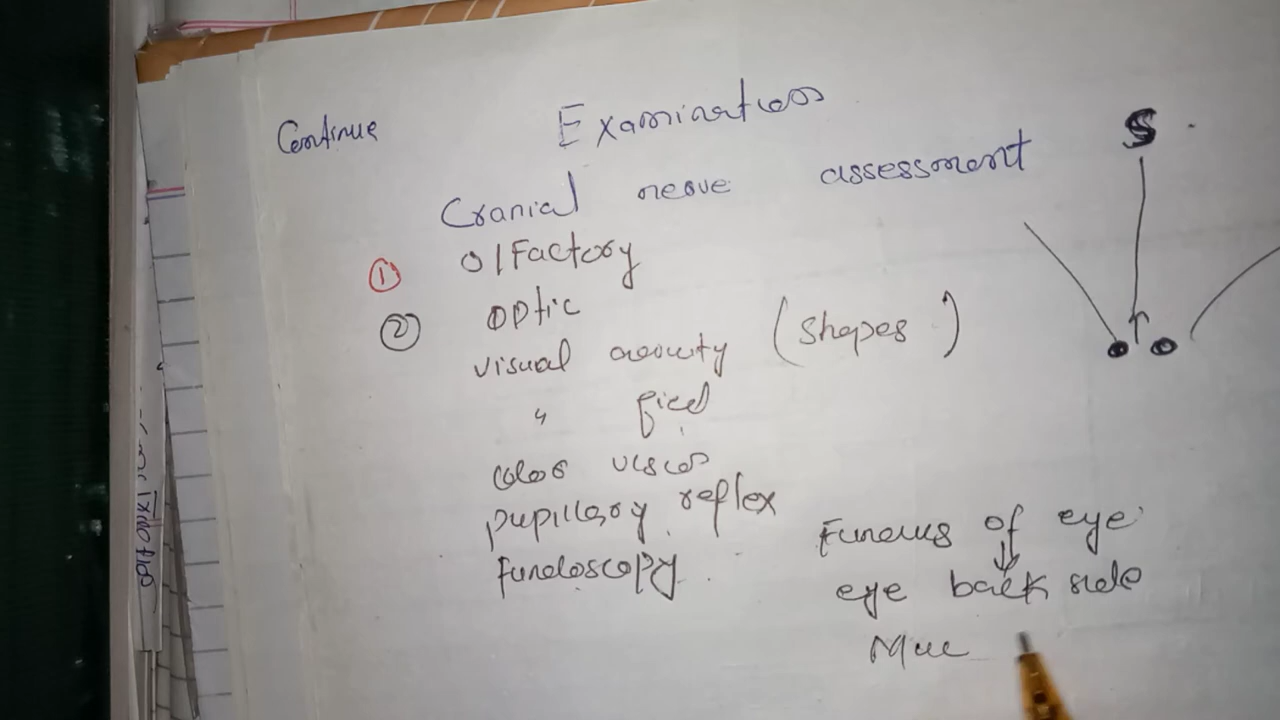 Continue
Examination
Cranial nerve assessment
① olfactory
② optic
visual acuity (shapes)
" field
color vision
pupillary reflex
fundoscopy.
S
Fundus of eye
eye back side